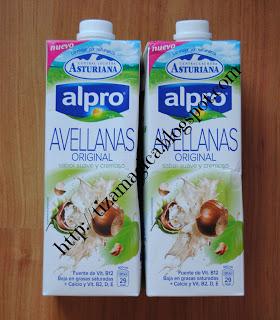 nuevo
CENTRAL LECHERA
ASTURIANA
alpro
AVELLANAS
ORIGINAL
sabor suave y cremoso
Fuente de Vit. B12
Baja en grasas saturadas
+ Calcio y Vit. B2, D, E
29
nuevo
CENTRAL LECHERA
ASTURIANA
alpro
AVELLANAS
ORIGINAL
sabor suave y cremoso
Fuente de Vit. B12
Baja en grasas saturadas
+ Calcio y Vit. B2, D, E
29
http://tizamagica.blogspot.com